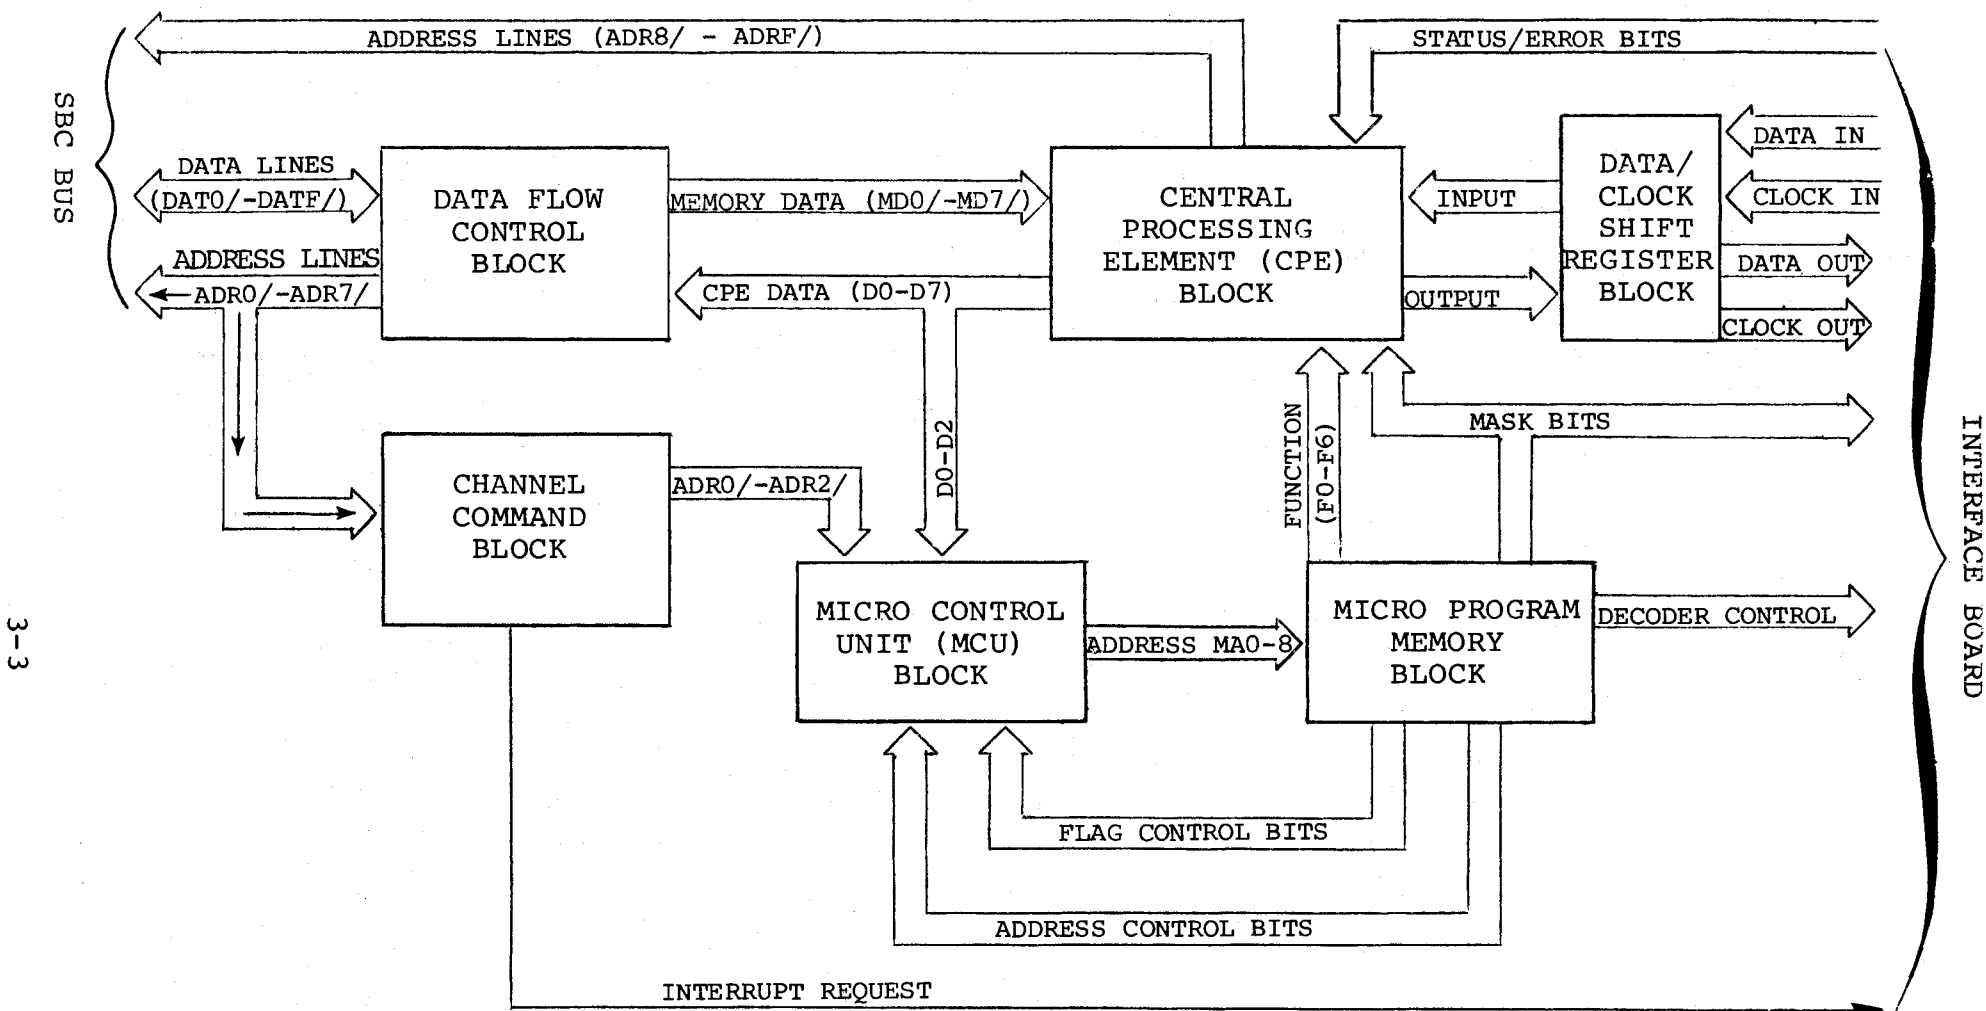 ADDRESS LINES (ADR8/ - ADRF/)
STATUS/ERROR BITS
SBC BUS
DATA LINES
(DAT0/-DATF/)
ADDRESS LINES
ADR0/-ADR7/
DATA FLOW
CONTROL
BLOCK
MEMORY DATA (MD0/-MD7/)
CPE DATA (D0-D7)
CENTRAL
PROCESSING
ELEMENT (CPE)
BLOCK
INPUT
OUTPUT
DATA/
CLOCK
SHIFT
REGISTER
BLOCK
DATA IN
CLOCK IN
DATA OUT
CLOCK OUT
D0-D2
FUNCTION
(F0-F6)
MASK BITS
INTERFACE BOARD
CHANNEL
COMMAND
BLOCK
ADR0/-ADR2/
MICRO CONTROL
UNIT (MCU)
BLOCK
ADDRESS MA0-8
MICRO PROGRAM
MEMORY
BLOCK
DECODER CONTROL
FLAG CONTROL BITS
ADDRESS CONTROL BITS
INTERRUPT REQUEST
3-3